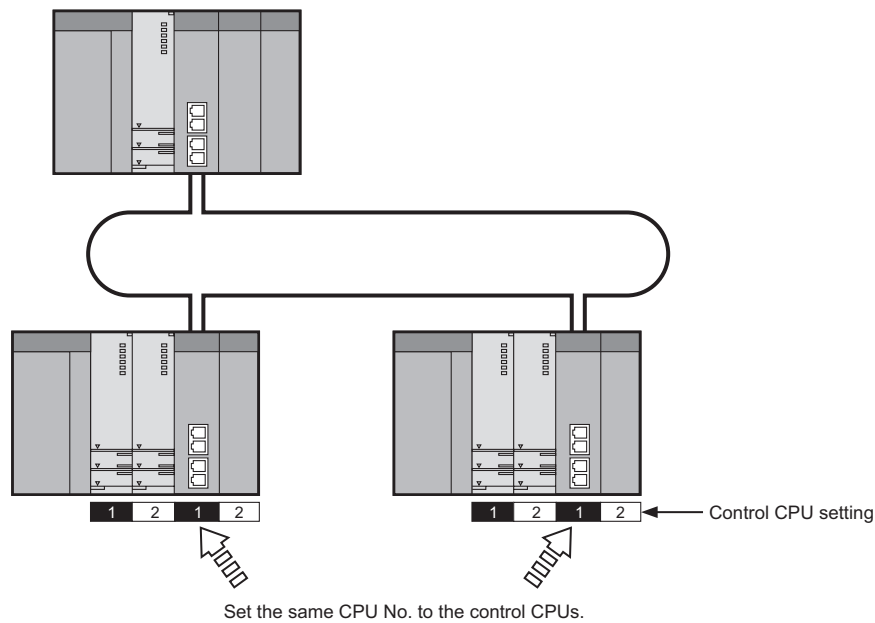 1 2 1 2
1 2 1 2
Control CPU setting
Set the same CPU No. to the control CPUs.